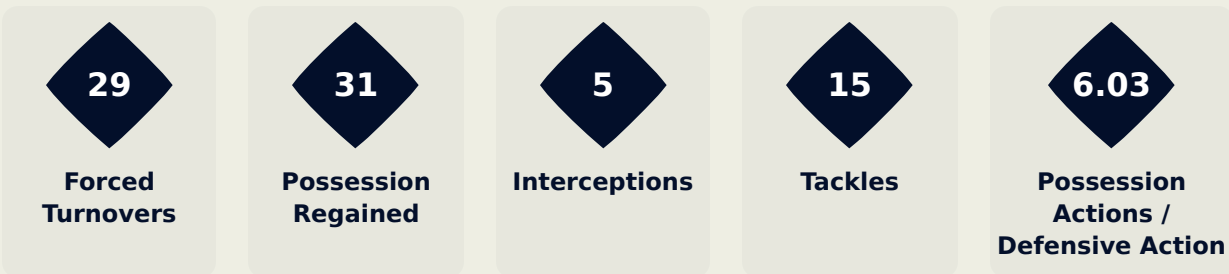 29
Forced
Turnovers
31
Possession
Regained
5
Interceptions
15
Tackles
6.03
Possession
Actions /
Defensive Action